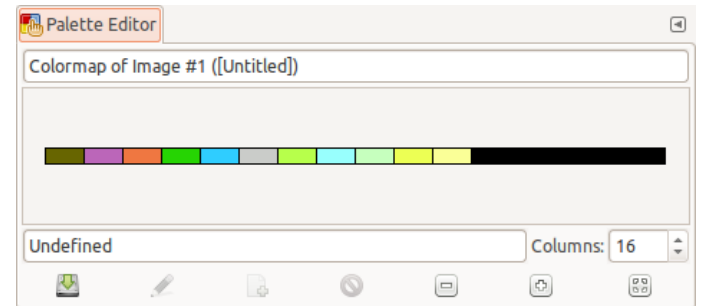 Palette Editor
Colormap of Image #1 ([Untitled])
Undefined
Columns: 16